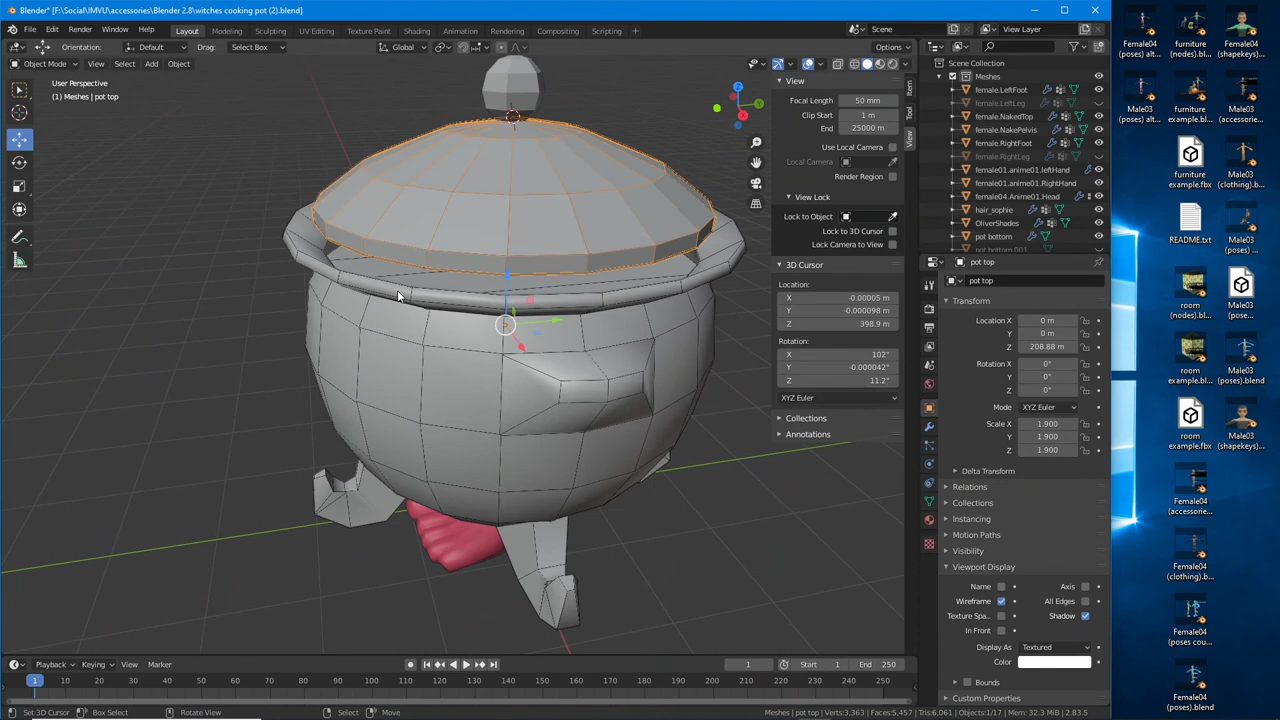 Blender* [F:\Social\IMVU\accessories\Blender 2.8\witches cooking pot (2).blend]
File Edit Render Window Help Layout Modeling Sculpting UV Editing Texture Paint Shading Animation Rendering Compositing Scripting Scene View Layer
Orientation: Default Drag: Select Box Global Options
Object Mode View Select Add Object
User Perspective
(1) Meshes | pot top
View
Focal Length 50 mm
Clip Start 1 m
End 25000 m
Use Local Camera
Local Camera
Render Region
View Lock
Lock to Object
Lock to 3D Cursor
Lock Camera to View
3D Cursor
Location:
X -0.00005 m
Y -0.000098 m
Z 398.9 m
Rotation:
X 102°
Y -0.000042°
Z 11.2°
XYZ Euler
Collections
Annotations
Item
Tool
View
Scene Collection
Meshes
female.LeftFoot
female.LeftLeg
female.NakedTop
female.NakePelvis
female.RightFoot
female.RightLeg
female01.anime01.leftHand
female01.anime01.RightHand
female04.Anime01.Head
hair_sophie
OliverShades
pot bottom
pot bottom.001
pot top
pot top
Transform
Location X 0 m
Y 0 m
Z 208.88 m
Rotation X 0°
Y 0°
Z 0°
Mode XYZ Euler
Scale X 1.900
Y 1.900
Z 1.900
Delta Transform
Relations
Collections
Instancing
Motion Paths
Visibility
Viewport Display
Name Axis
Wireframe All Edges
Texture Spa... Shadow
In Front
Display As Textured
Color
Bounds
Custom Properties
Playback Keying View Marker 1 Start 1 End 250
1 10 20 30 40 50 60 70 80 90 100 110 120 130 140 150 160 170 180 190 200 210 220 230 240 250
Set 3D Cursor Box Select Rotate View Select Move Meshes | pot top | Verts:3,363 | Faces:5,457 | Tris:6,061 | Objects:1/17 | Mem: 32.3 MiB | 2.83.5
Female04 (poses) alt...
furniture (nodes).bl...
Female04 (shapekeys)...
Male03 (poses) alt...
furniture example.bl...
Male03 (accessorie...
furniture example.fbx
Male03 (clothing).b...
README.txt
Male03 (poses cou...
room (nodes).bl...
Male03 (pose...
room example.bl...
Male03 (poses).blend
room example.fbx
Male03 (shapekeys)...
Female04 (accessorie...
Female04 (clothing).b...
Female04 (poses cou...
Female04 (poses).blend